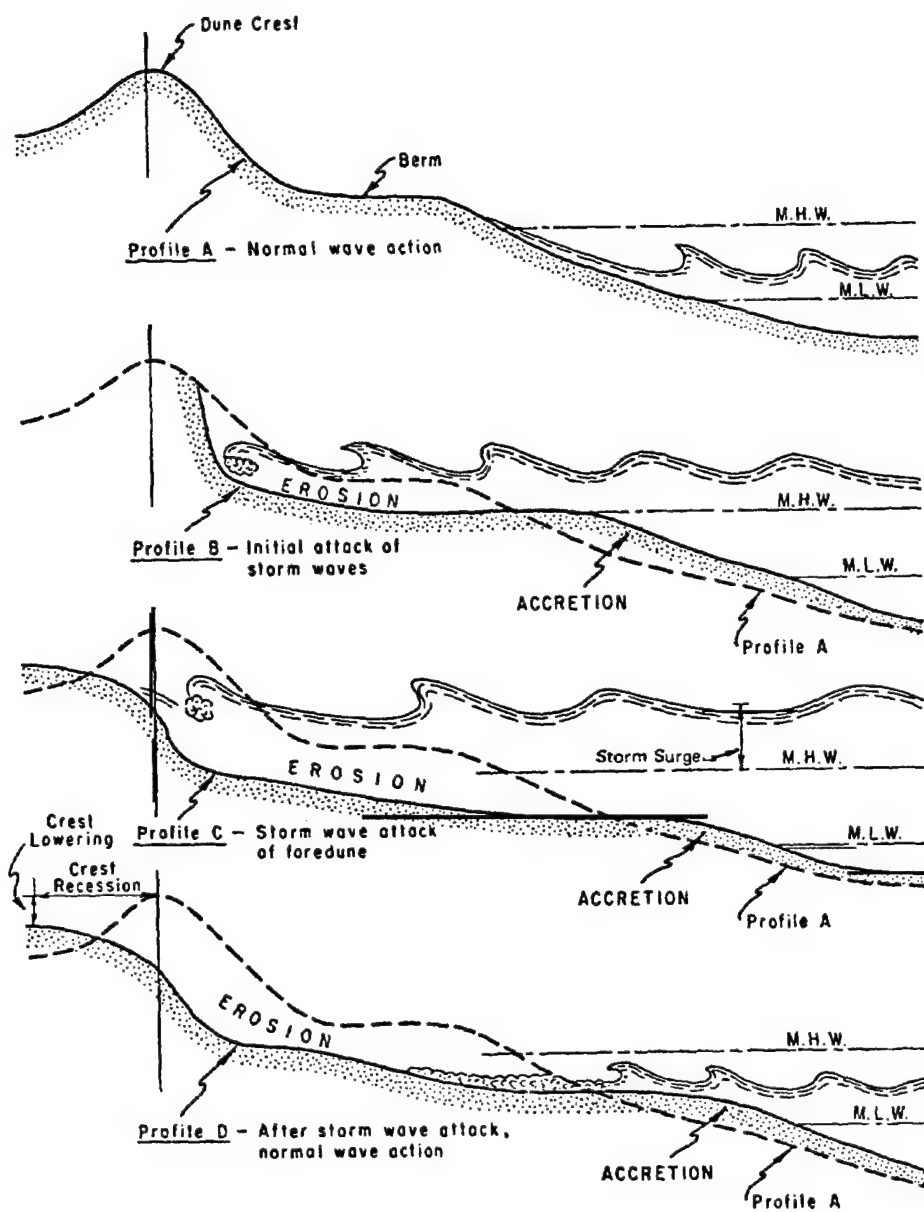 Dune Crest
Berm
M.H.W.
Profile A – Normal wave action
M.L.W.
EROSION
M.H.W.
Profile B – Initial attack of
storm waves
M.L.W.
ACCRETION
Profile A
Storm Surge
M.H.W.
EROSION
Crest
Lowering
Profile C – Storm wave attack
of foredune
M.L.W.
Crest
Recession
ACCRETION
Profile A
EROSION
M.H.W.
M.L.W.
Profile D – After storm wave attack,
normal wave action
ACCRETION
Profile A